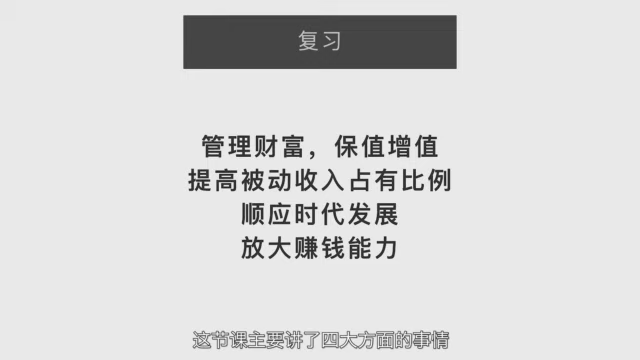 复习
管理财富，保值增值
提高被动收入占有比例
顺应时代发展
放大赚钱能力
这节课主要讲了四大方面的事情